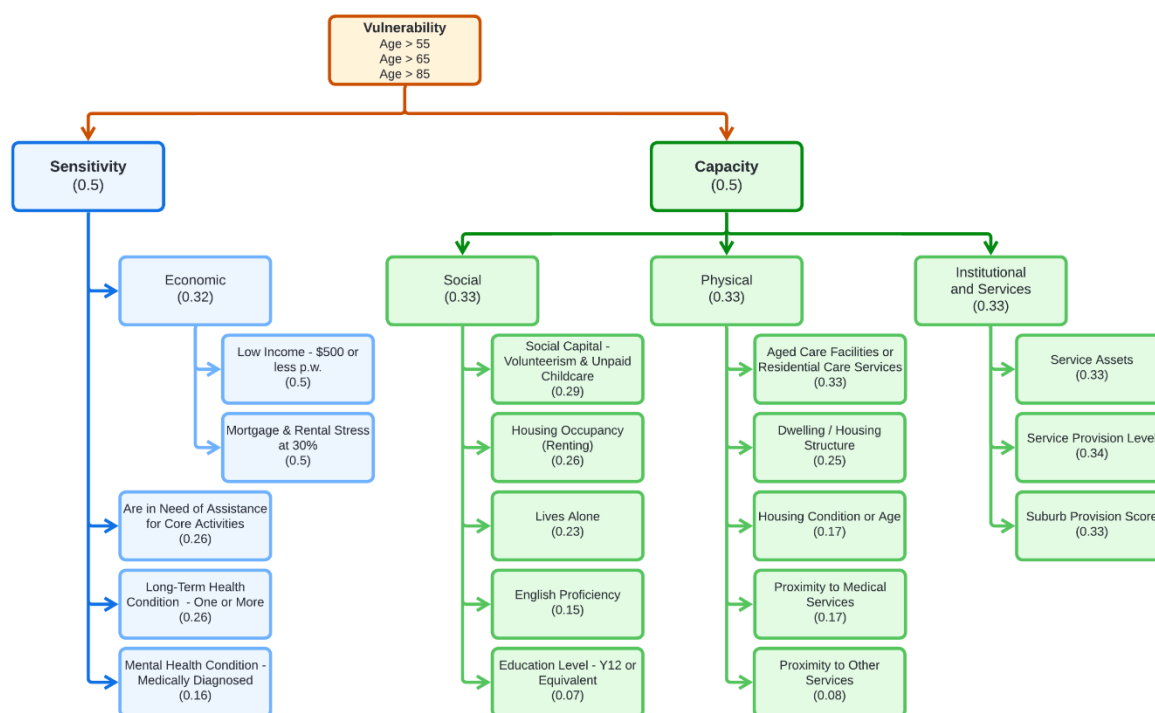 Vulnerability
Age > 55
Age > 65
Age > 85
Sensitivity
(0.5)
Capacity
(0.5)
Economic
(0.32)
Social
(0.33)
Physical
(0.33)
Institutional
and Services
(0.33)
Low Income - $500 or
less p.w.
(0.5)
Mortgage & Rental Stress
at 30%
(0.5)
Are in Need of Assistance
for Core Activities
(0.26)
Long-Term Health
Condition - One or More
(0.26)
Mental Health Condition -
Medically Diagnosed
(0.16)
Social Capital -
Volunteerism & Unpaid
Childcare
(0.29)
Housing Occupancy
(Renting)
(0.26)
Lives Alone
(0.23)
English Proficiency
(0.15)
Education Level - Y12 or
Equivalent
(0.07)
Aged Care Facilities or
Residential Care Services
(0.33)
Dwelling / Housing
Structure
(0.25)
Housing Condition or Age
(0.17)
Proximity to Medical
Services
(0.17)
Proximity to Other
Services
(0.08)
Service Assets
(0.33)
Service Provision Level
(0.34)
Suburb Provision Score
(0.33)